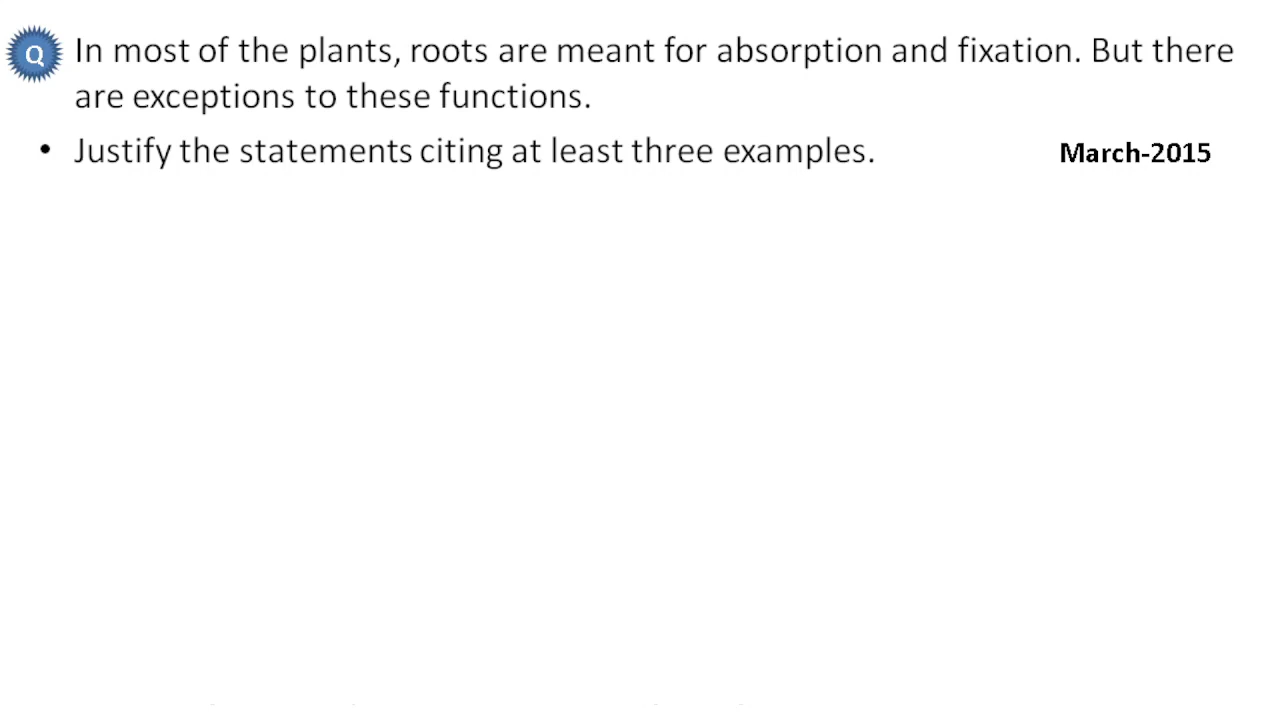 Q In most of the plants, roots are meant for absorption and fixation. But there
are exceptions to these functions.
• Justify the statements citing at least three examples. March-2015